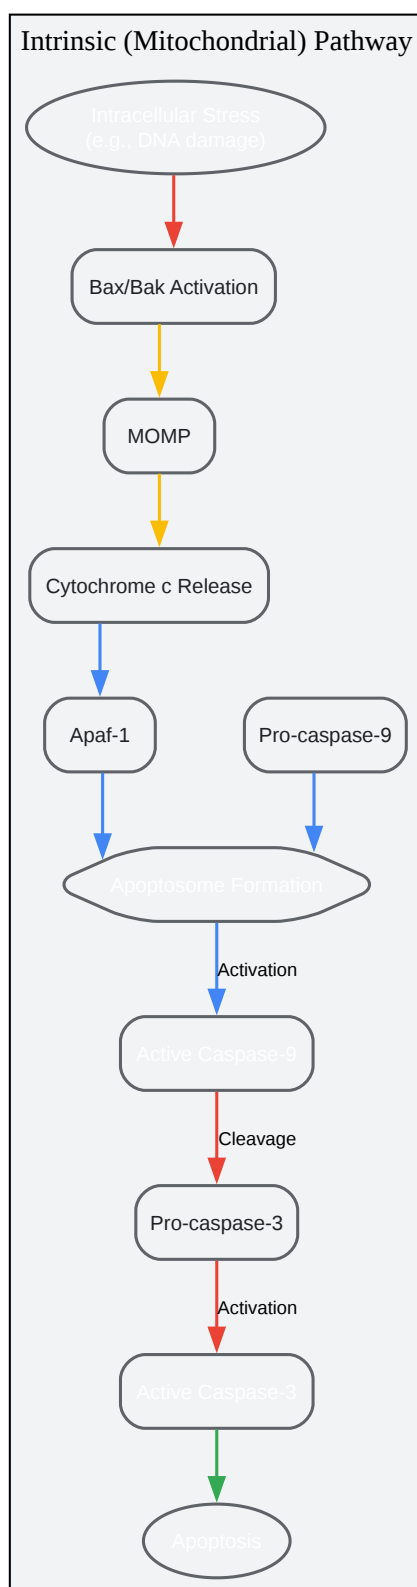 Intrinsic (Mitochondrial) Pathway
Intracellular Stress
(e.g., DNA damage)
Bax/Bak Activation
MOMP
Cytochrome c Release
Apaf-1
Pro-caspase-9
Apoptosome Formation
Activation
Active Caspase-9
Cleavage
Pro-caspase-3
Activation
Active Caspase-3
Apoptosis